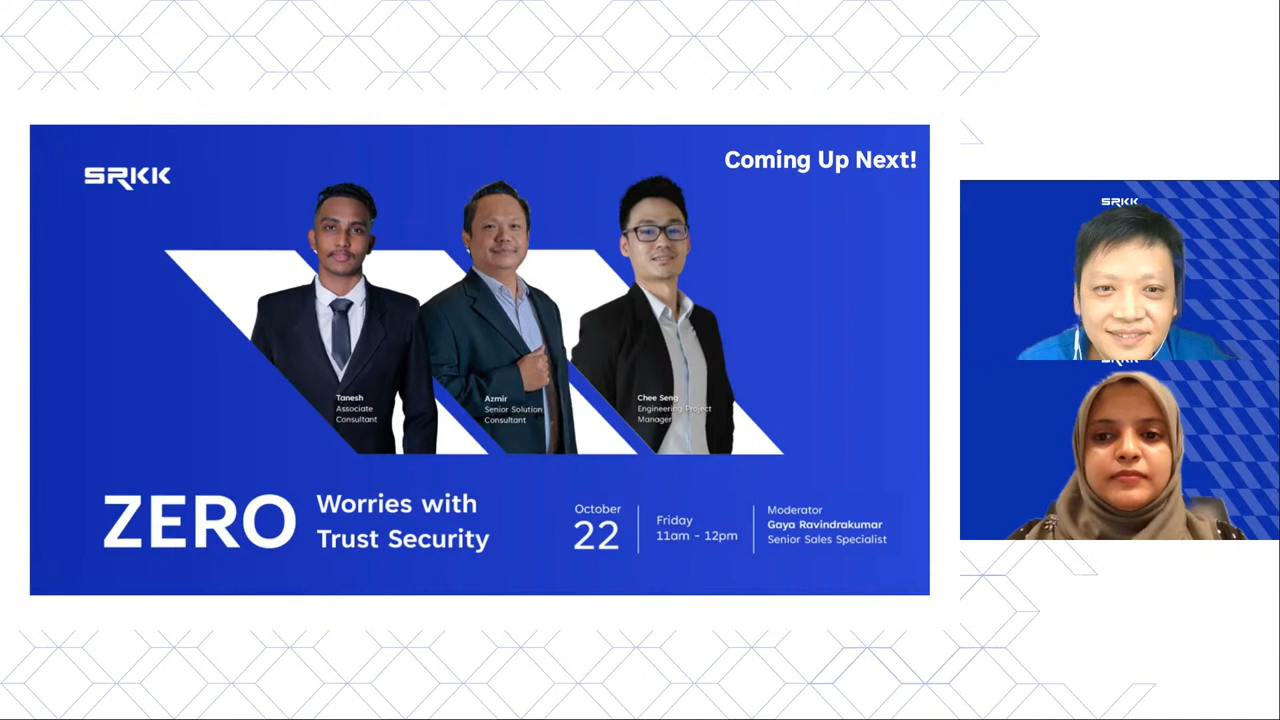 SRKK
Coming Up Next!
Tanesh
Associate
Consultant
Azmir
Senior Solution
Consultant
Chee Seng
Engineering Project
Manager
ZERO
Worries with
Trust Security
October
22
Friday
11am - 12pm
Moderator
Gaya Ravindrakumar
Senior Sales Specialist
SRKK
SRKK